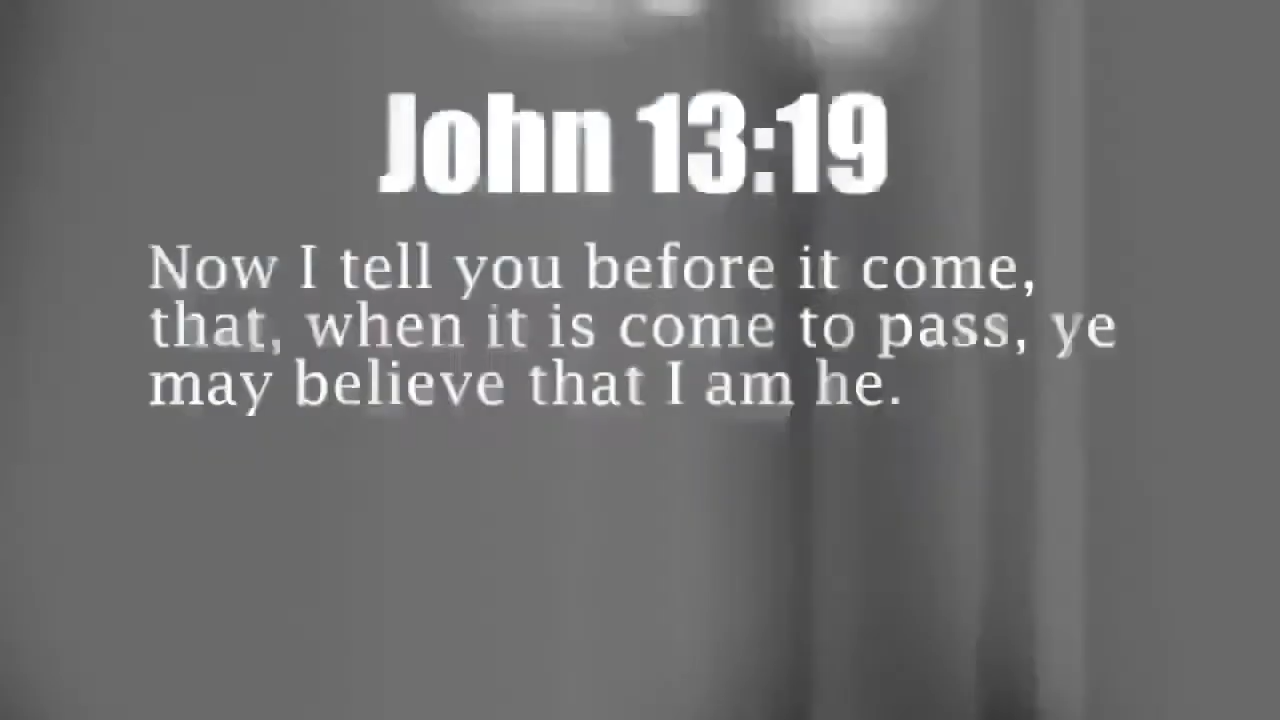 John 13:19
Now I tell you before it come,
that, when it is come to pass, ye
may believe that I am he.